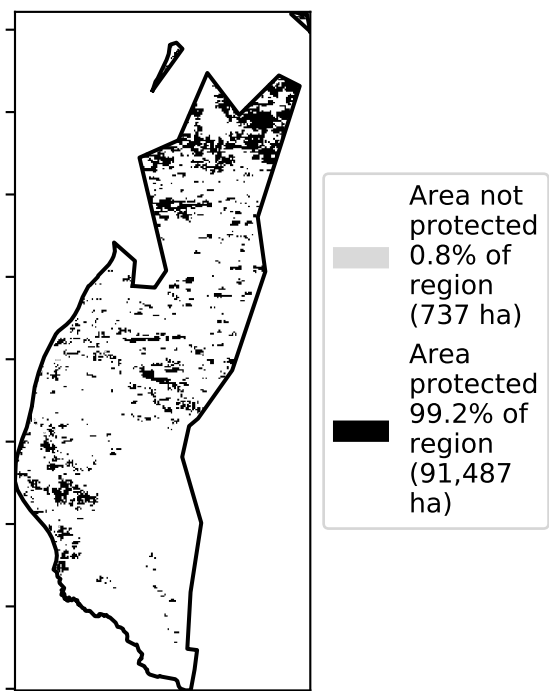 Area not
protected
0.8% of
region
(737 ha)
Area
protected
99.2% of
region
(91,487
ha)